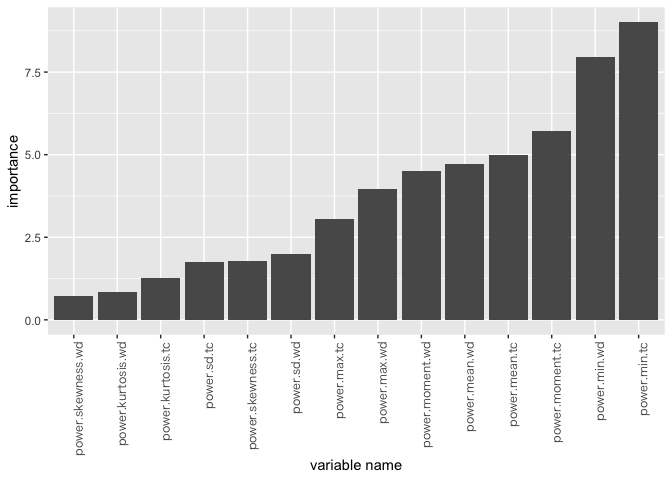 importance
7.5
5.0
2.5
0.0
power.skewness.wd
power.kurtosis.wd
power.kurtosis.tc
power.sd.tc
power.skewness.tc
power.sd.wd
power.max.tc
power.max.wd
power.moment.wd
power.mean.wd
power.mean.tc
power.moment.tc
power.min.wd
power.min.tc
variable name